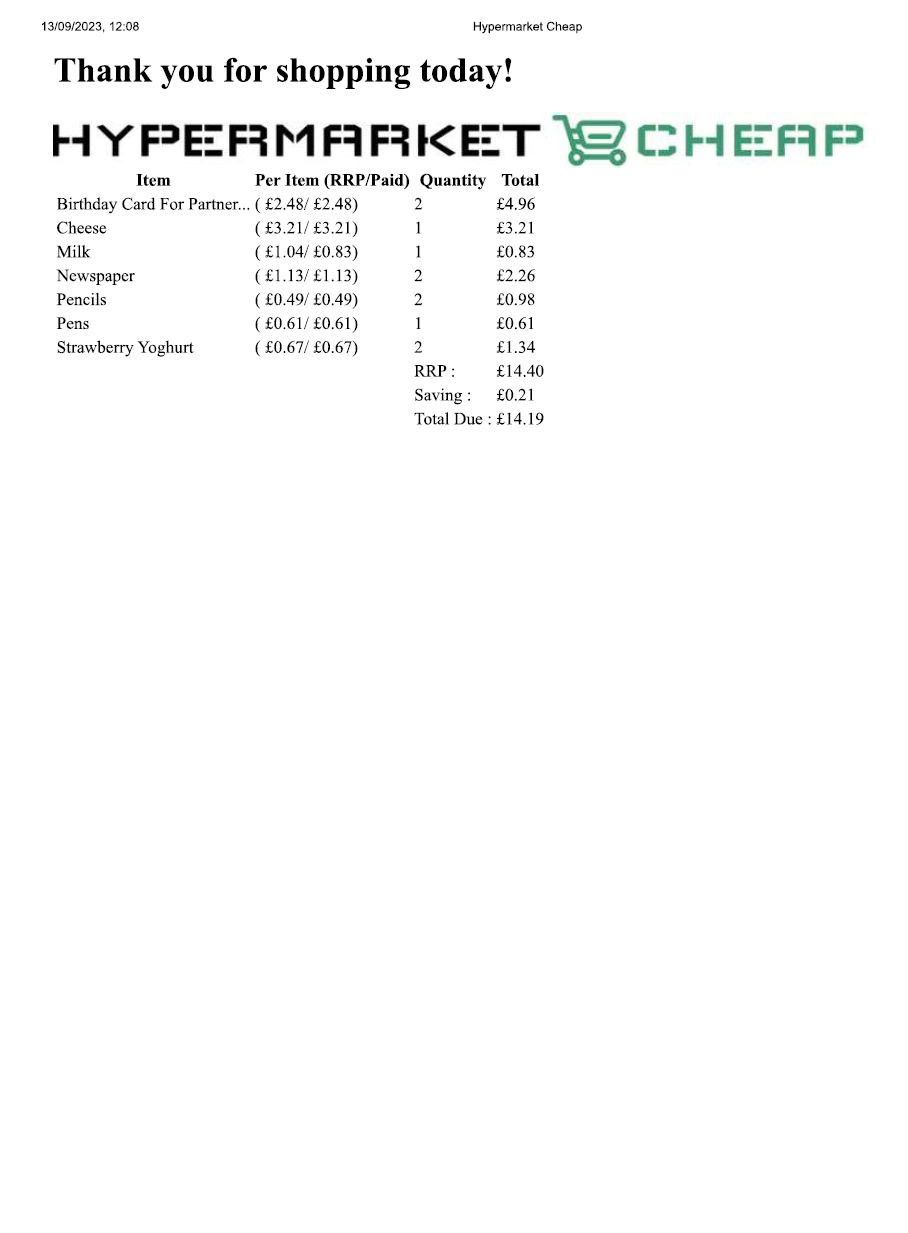 13/09/2023, 12:08 Hypermarket Cheap
Thank you for shopping today!
HYPERMARKET CHEAP
Item Per Item (RRP/Paid) Quantity Total
Birthday Card For Partner... ( £2.48/ £2.48) 2 £4.96
Cheese ( £3.21/ £3.21) 1 £3.21
Milk ( £1.04/ £0.83) 1 £0.83
Newspaper ( £1.13/ £1.13) 2 £2.26
Pencils ( £0.49/ £0.49) 2 £0.98
Pens ( £0.61/ £0.61) 1 £0.61
Strawberry Yoghurt ( £0.67/ £0.67) 2 £1.34
RRP : £14.40
Saving : £0.21
Total Due : £14.19